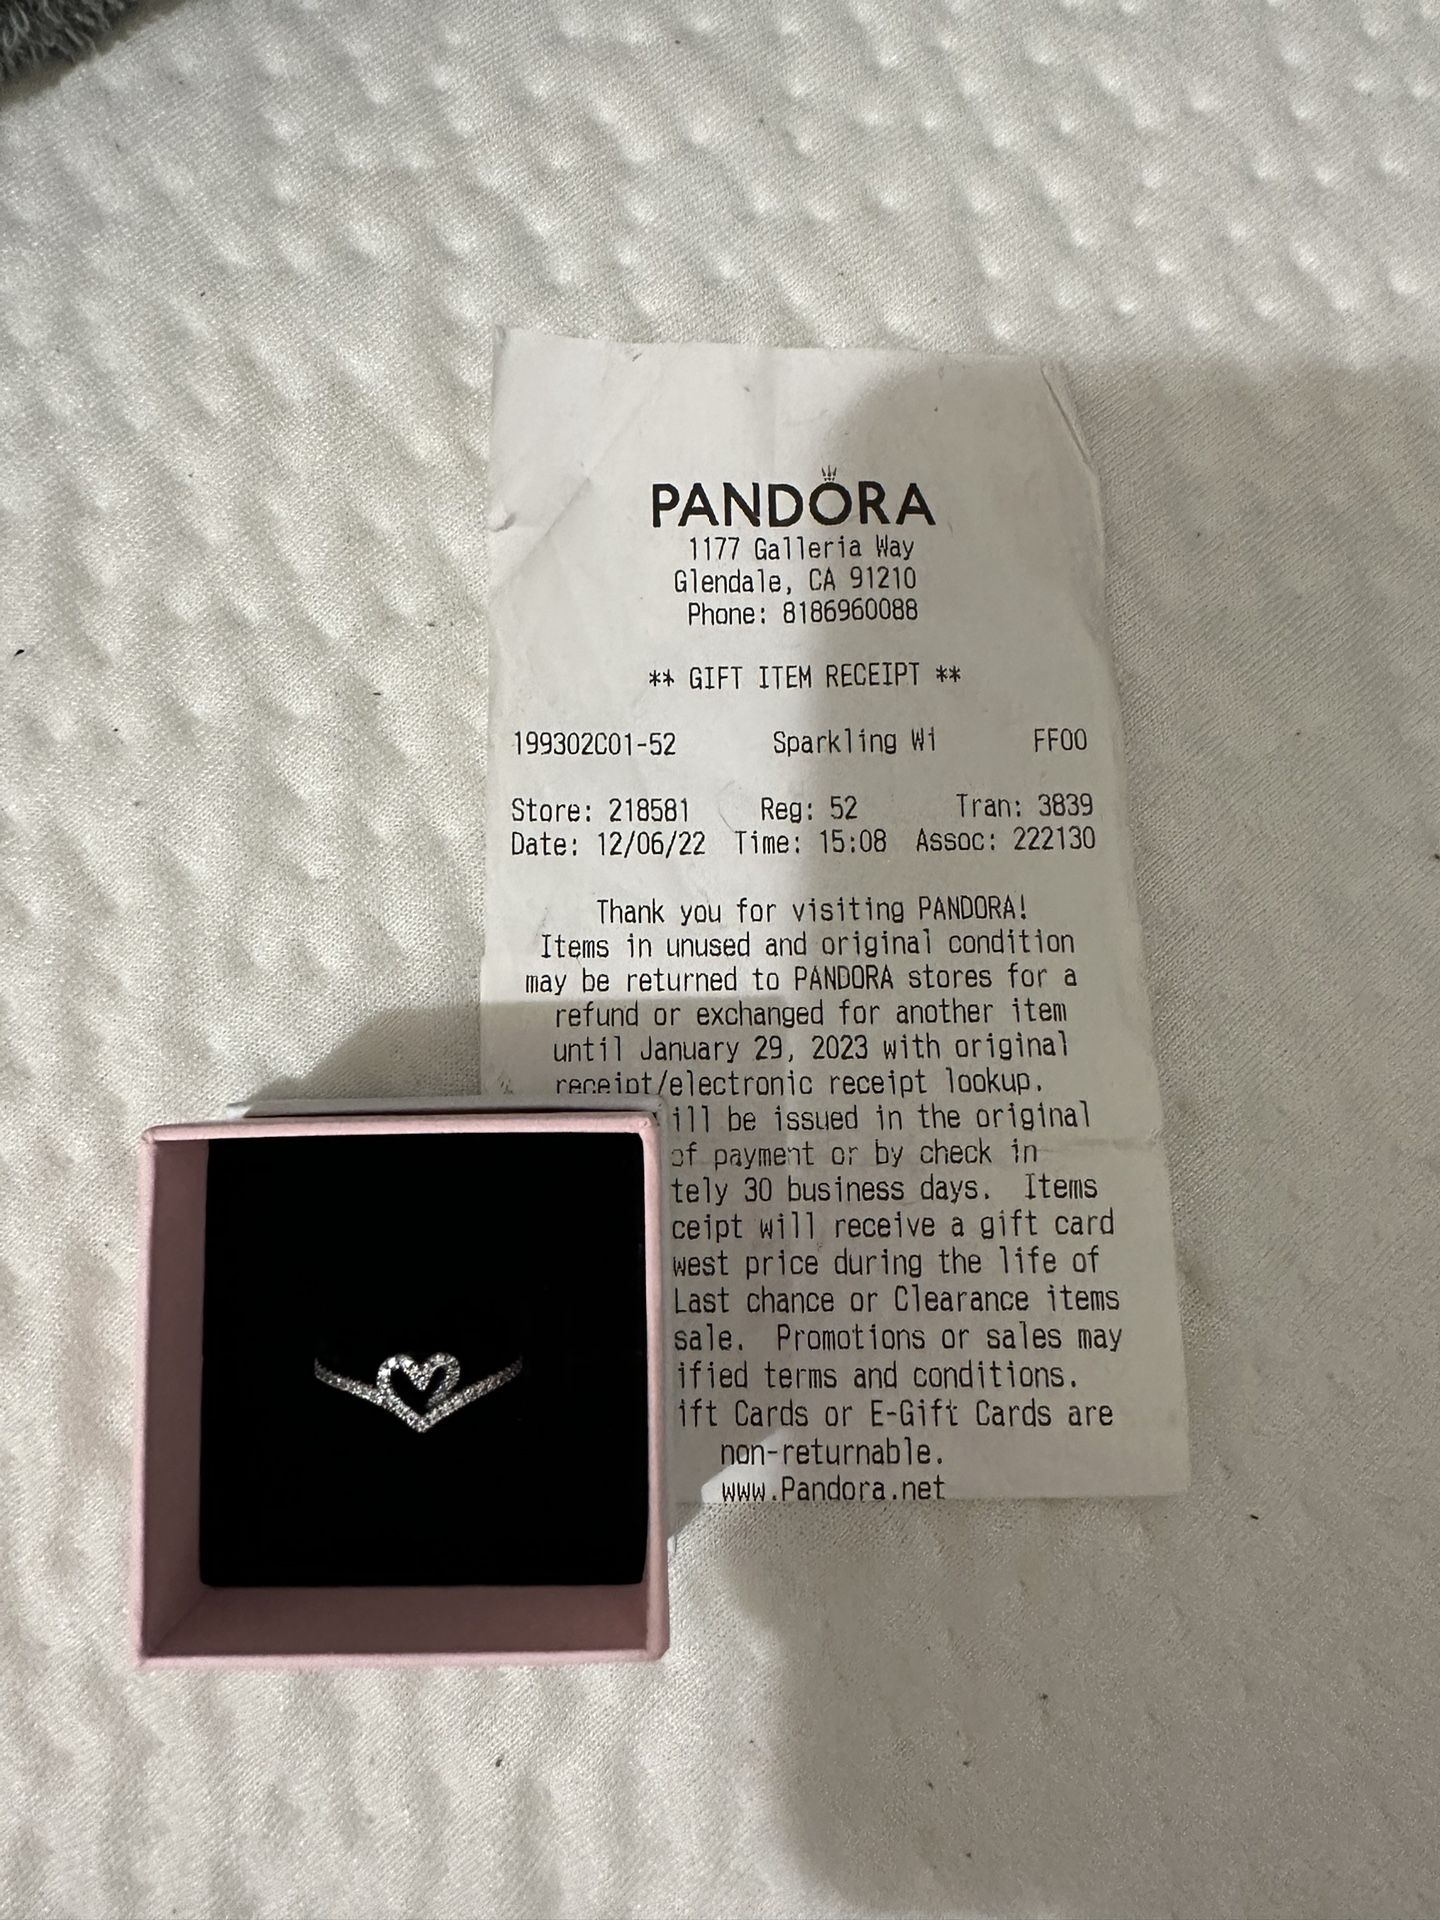 PANDORA
1177 Galleria Way
Glendale, CA 91210
Phone: 8186960088
** GIFT ITEM RECEIPT **
199302C01-52 Sparkling Wi FF00
Store: 218581 Reg: 52 Tran: 3839
Date: 12/06/22 Time: 15:08 Assoc: 222130
Thank you for visiting PANDORA!
Items in unused and original condition
may be returned to PANDORA stores for a
refund or exchanged for another item
until January 29, 2023 with original
receipt/electronic receipt lookup.
ill be issued in the original
of payment or by check in
tely 30 business days. Items
ceipt will receive a gift card
west price during the life of
Last chance or Clearance items
sale. Promotions or sales may
ified terms and conditions.
ift Cards or E-Gift Cards are
non-returnable.
www.Pandora.net